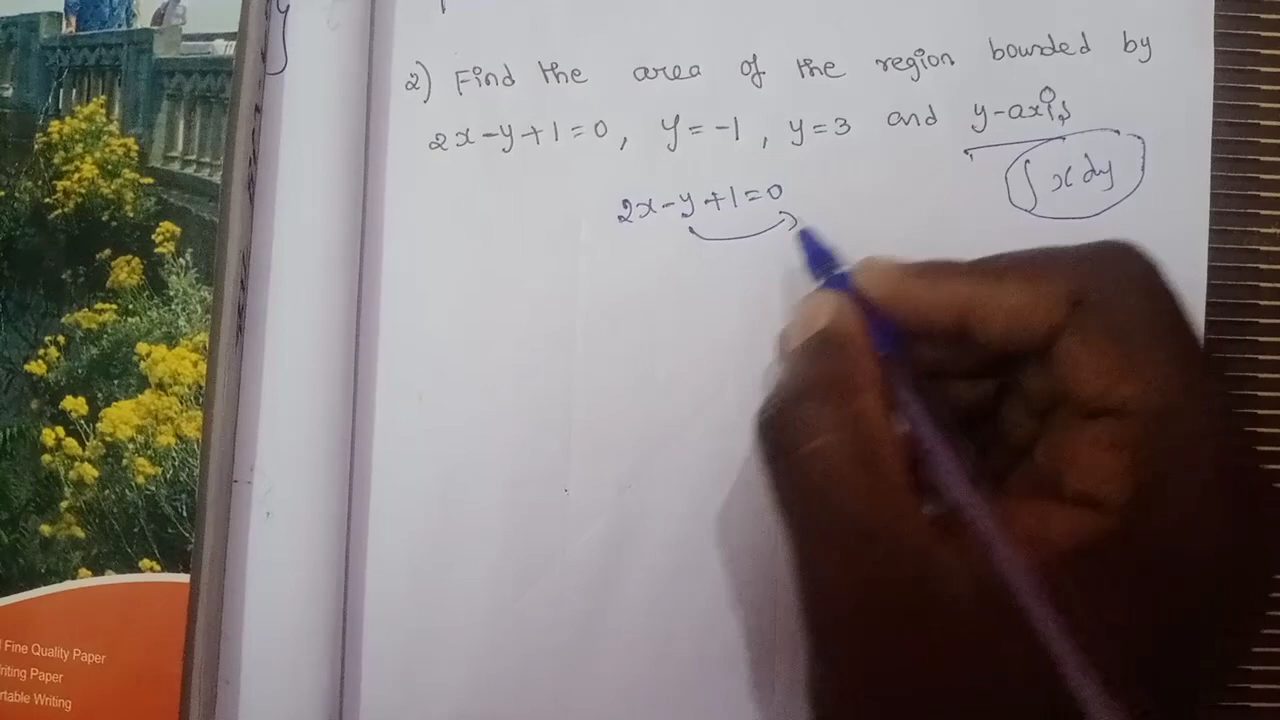 2) Find the area of the region bounded by
2x-y+1=0, y=-1, y=3 and y-axis
∫x dy
2x-y+1=0
Fine Quality Paper
riting Paper
rtable Writing